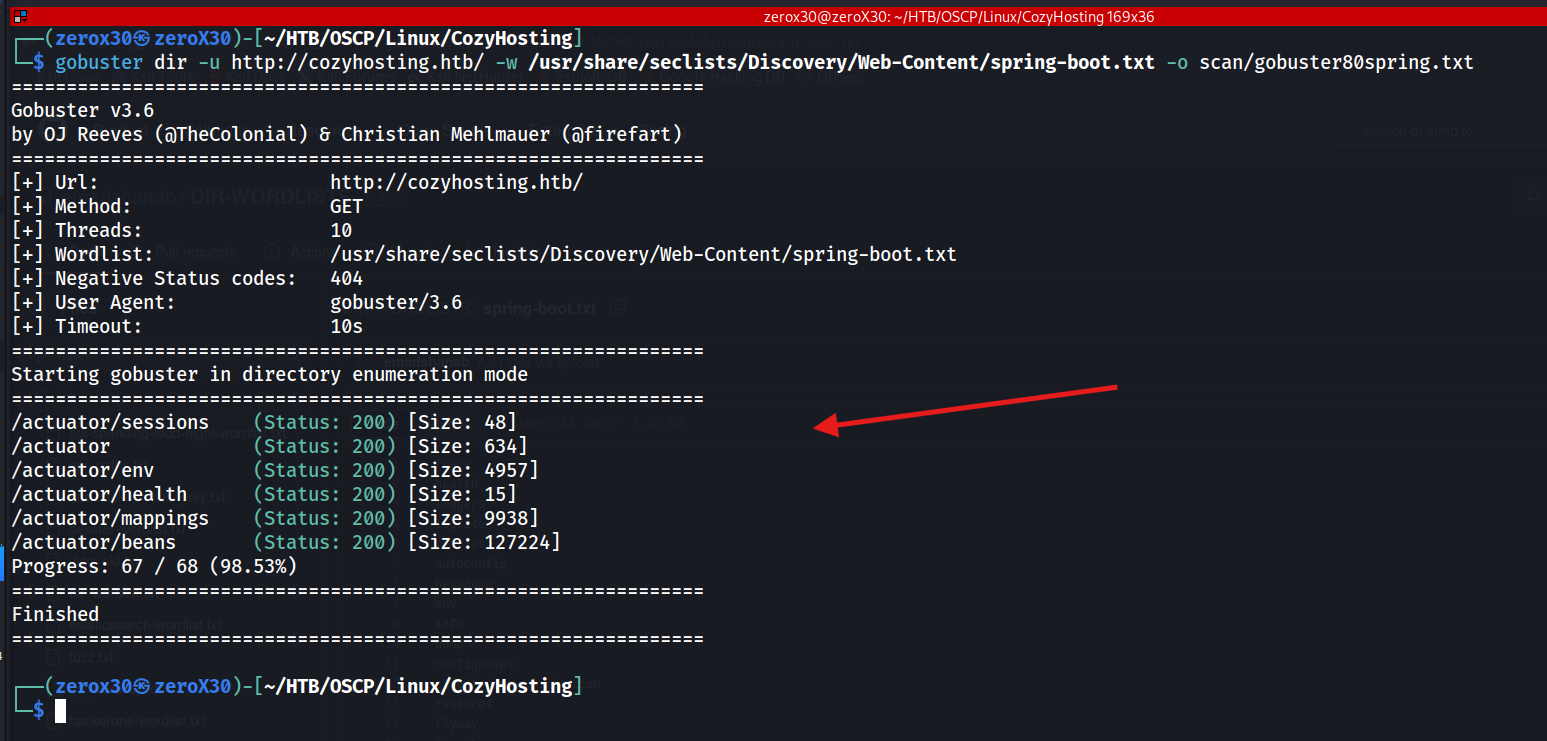 zerox30@zeroX30: ~/HTB/OSCP/Linux/CozyHosting 169x36
┌──(zerox30㉿zeroX30)-[~/HTB/OSCP/Linux/CozyHosting]
└─$ gobuster dir -u http://cozyhosting.htb/ -w /usr/share/seclists/Discovery/Web-Content/spring-boot.txt -o scan/gobuster80spring.txt
===============================================================
Gobuster v3.6
by OJ Reeves (@TheColonial) & Christian Mehlmauer (@firefart)
===============================================================
[+] Url:                     http://cozyhosting.htb/
[+] Method:                  GET
[+] Threads:                 10
[+] Wordlist:                /usr/share/seclists/Discovery/Web-Content/spring-boot.txt
[+] Negative Status codes:   404
[+] User Agent:              gobuster/3.6
[+] Timeout:                 10s
===============================================================
Starting gobuster in directory enumeration mode
===============================================================
/actuator/sessions    (Status: 200) [Size: 48]
/actuator             (Status: 200) [Size: 634]
/actuator/env         (Status: 200) [Size: 4957]
/actuator/health      (Status: 200) [Size: 15]
/actuator/mappings    (Status: 200) [Size: 9938]
/actuator/beans       (Status: 200) [Size: 127224]
Progress: 67 / 68 (98.53%)
===============================================================
Finished
===============================================================
┌──(zerox30㉿zeroX30)-[~/HTB/OSCP/Linux/CozyHosting]
└─$